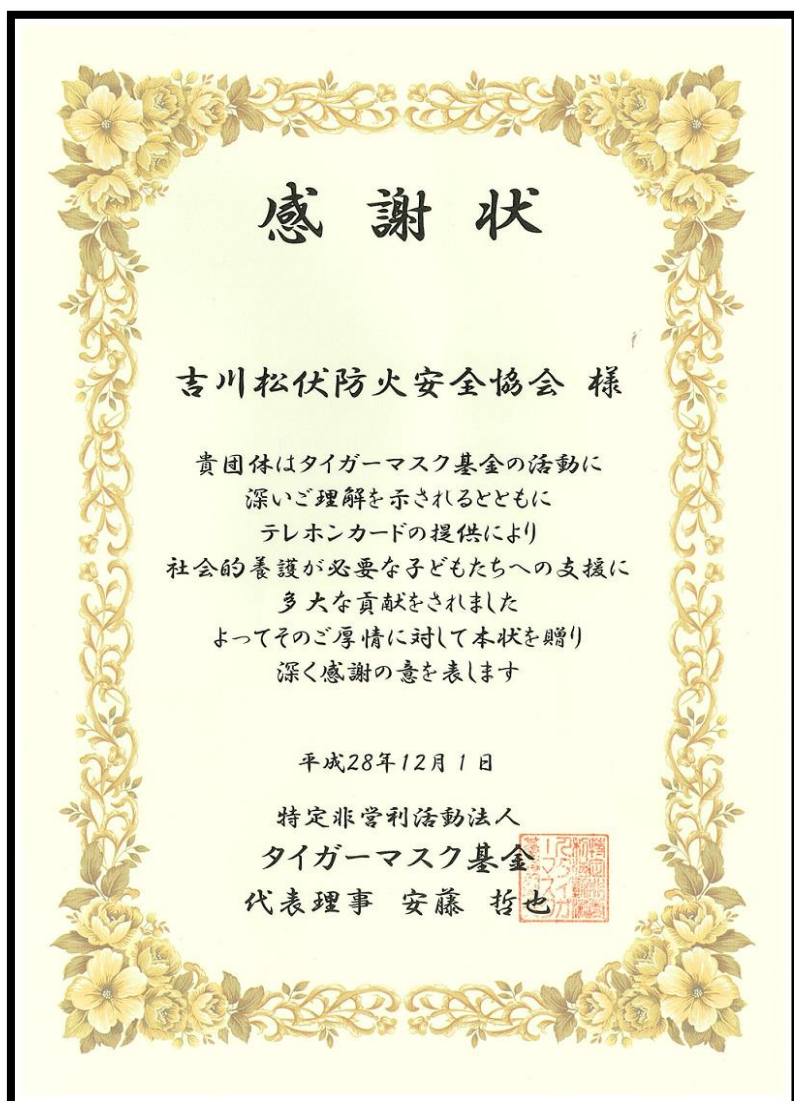 感謝状
吉川松伏防火安全協会 様
貴団体はタイガーマスク基金の活動に
深いご理解を示されるとともに
テレホンカードの提供により
社会的養護が必要な子どもたちへの支援に
多大な貢献をされました
よってそのご厚情に対して本状を贈り
深く感謝の意を表します
平成28年12月1日
特定非営利活動法人
タイガーマスク基金
代表理事 安藤 哲也